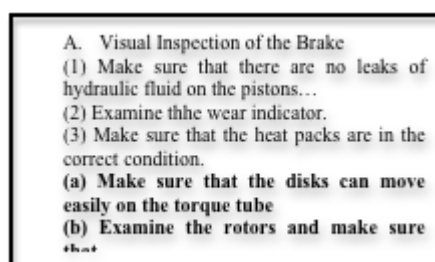 A. Visual Inspection of the Brake
(1) Make sure that there are no leaks of
hydraulic fluid on the pistons…
(2) Examine thhe wear indicator.
(3) Make sure that the heat packs are in the
correct condition.
(a) Make sure that the disks can move
easily on the torque tube
(b) Examine the rotors and make sure
that